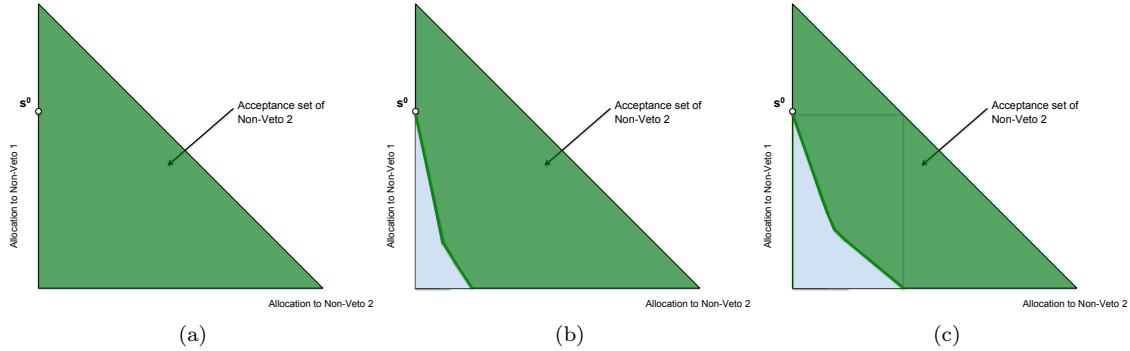 s⁰
Acceptance set of
Non-Veto 2
Allocation to Non-Veto 1
Allocation to Non-Veto 2
(a)
s⁰
Acceptance set of
Non-Veto 2
Allocation to Non-Veto 1
Allocation to Non-Veto 2
(b)
s⁰
Acceptance set of
Non-Veto 2
Allocation to Non-Veto 1
Allocation to Non-Veto 2
(c)